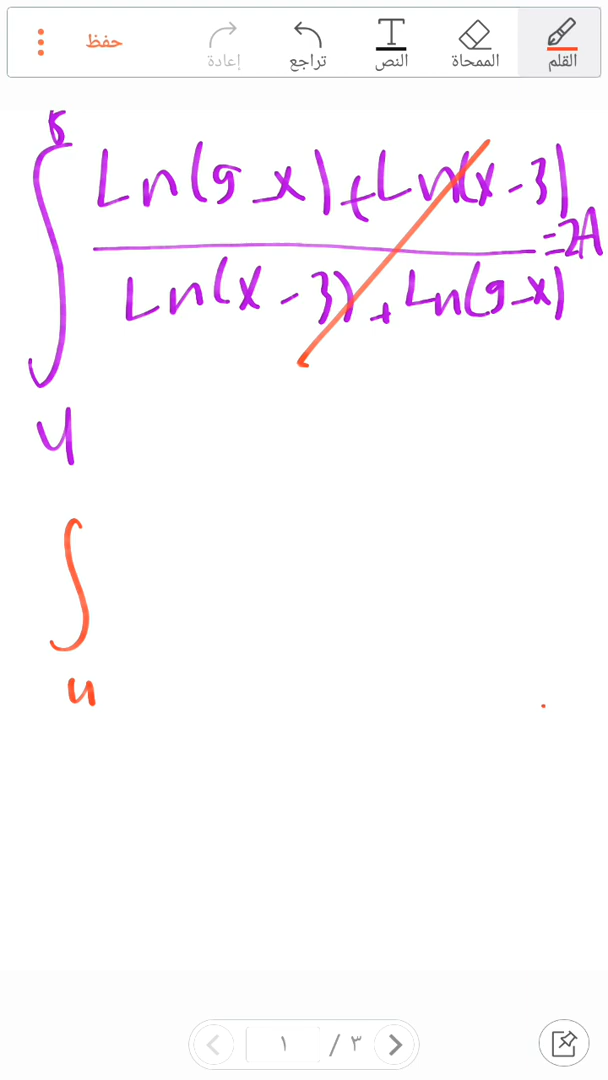 حفظ إعادة تراجع النص الممحاة القلم
Ln(9-x)+Ln(x-3)
=2A
Ln(x-3)+Ln(9-x)
4
∫
4
١ / ٣